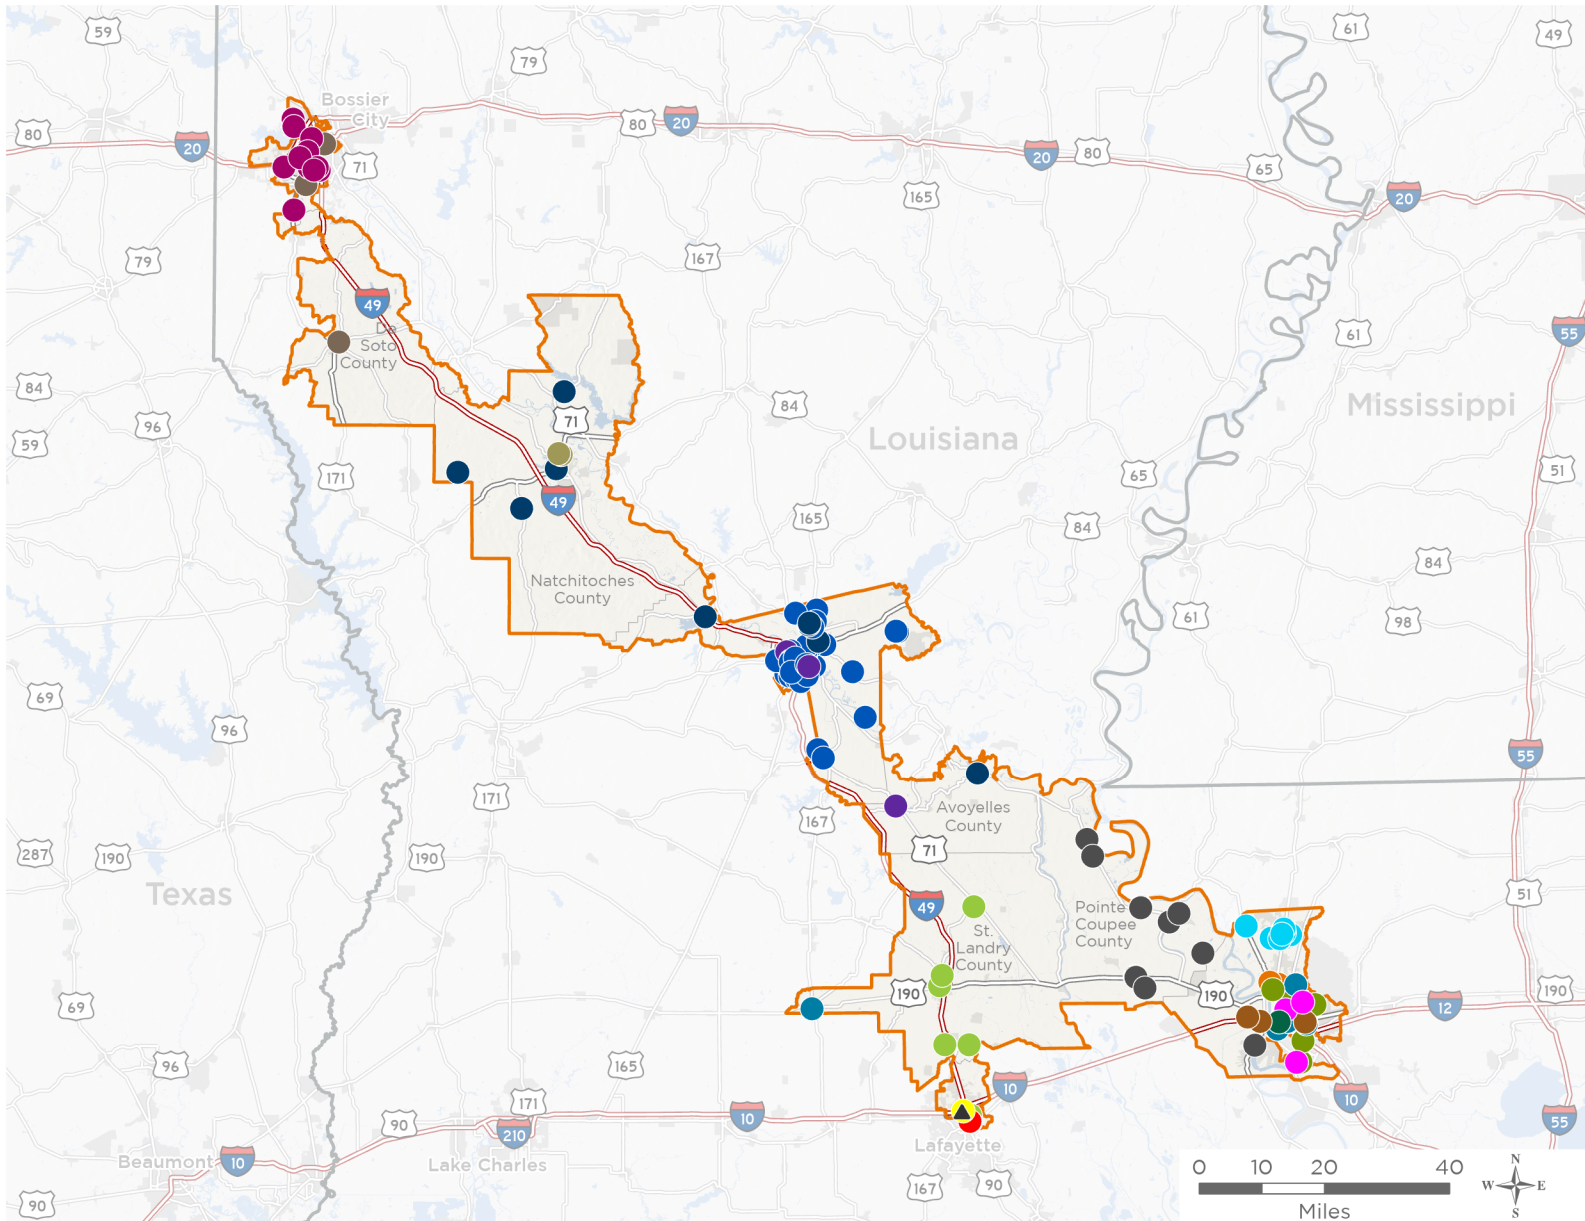 59
61
49
79
Bossier
City
80
20
80
20
20
80
71
65
165
20
79
167
49
61
55
De
Soto
County
84
84
59
96
71
Mississippi
Louisiana
171
65
51
49
165
84
84
Natchitoches
County
61
98
69
96
55
171
167
Avoyelles
County
71
287
190
190
Texas
51
49
Pointe
Coupee
County
St.
Landry
County
190
190
190
69
12
96
165
10
171
90
10
210
10
55
Beaumont
10
Lake Charles
Lafayette
167
90
90
0 10 20 40
Miles
N
W E
S